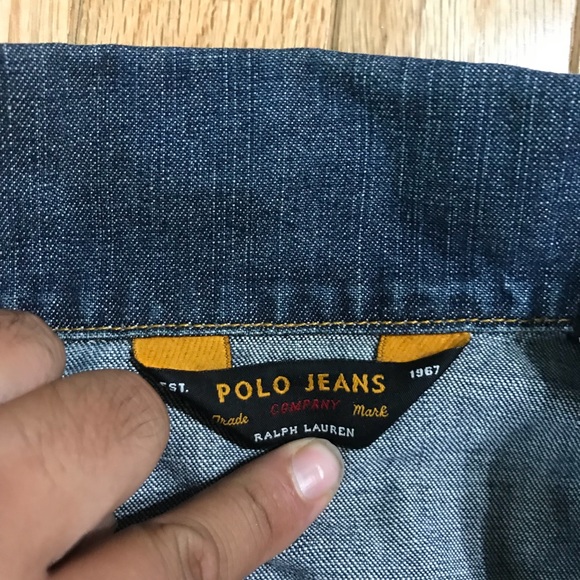 EST. POLO JEANS 1967
Trade COMPANY Mark
RALPH LAUREN